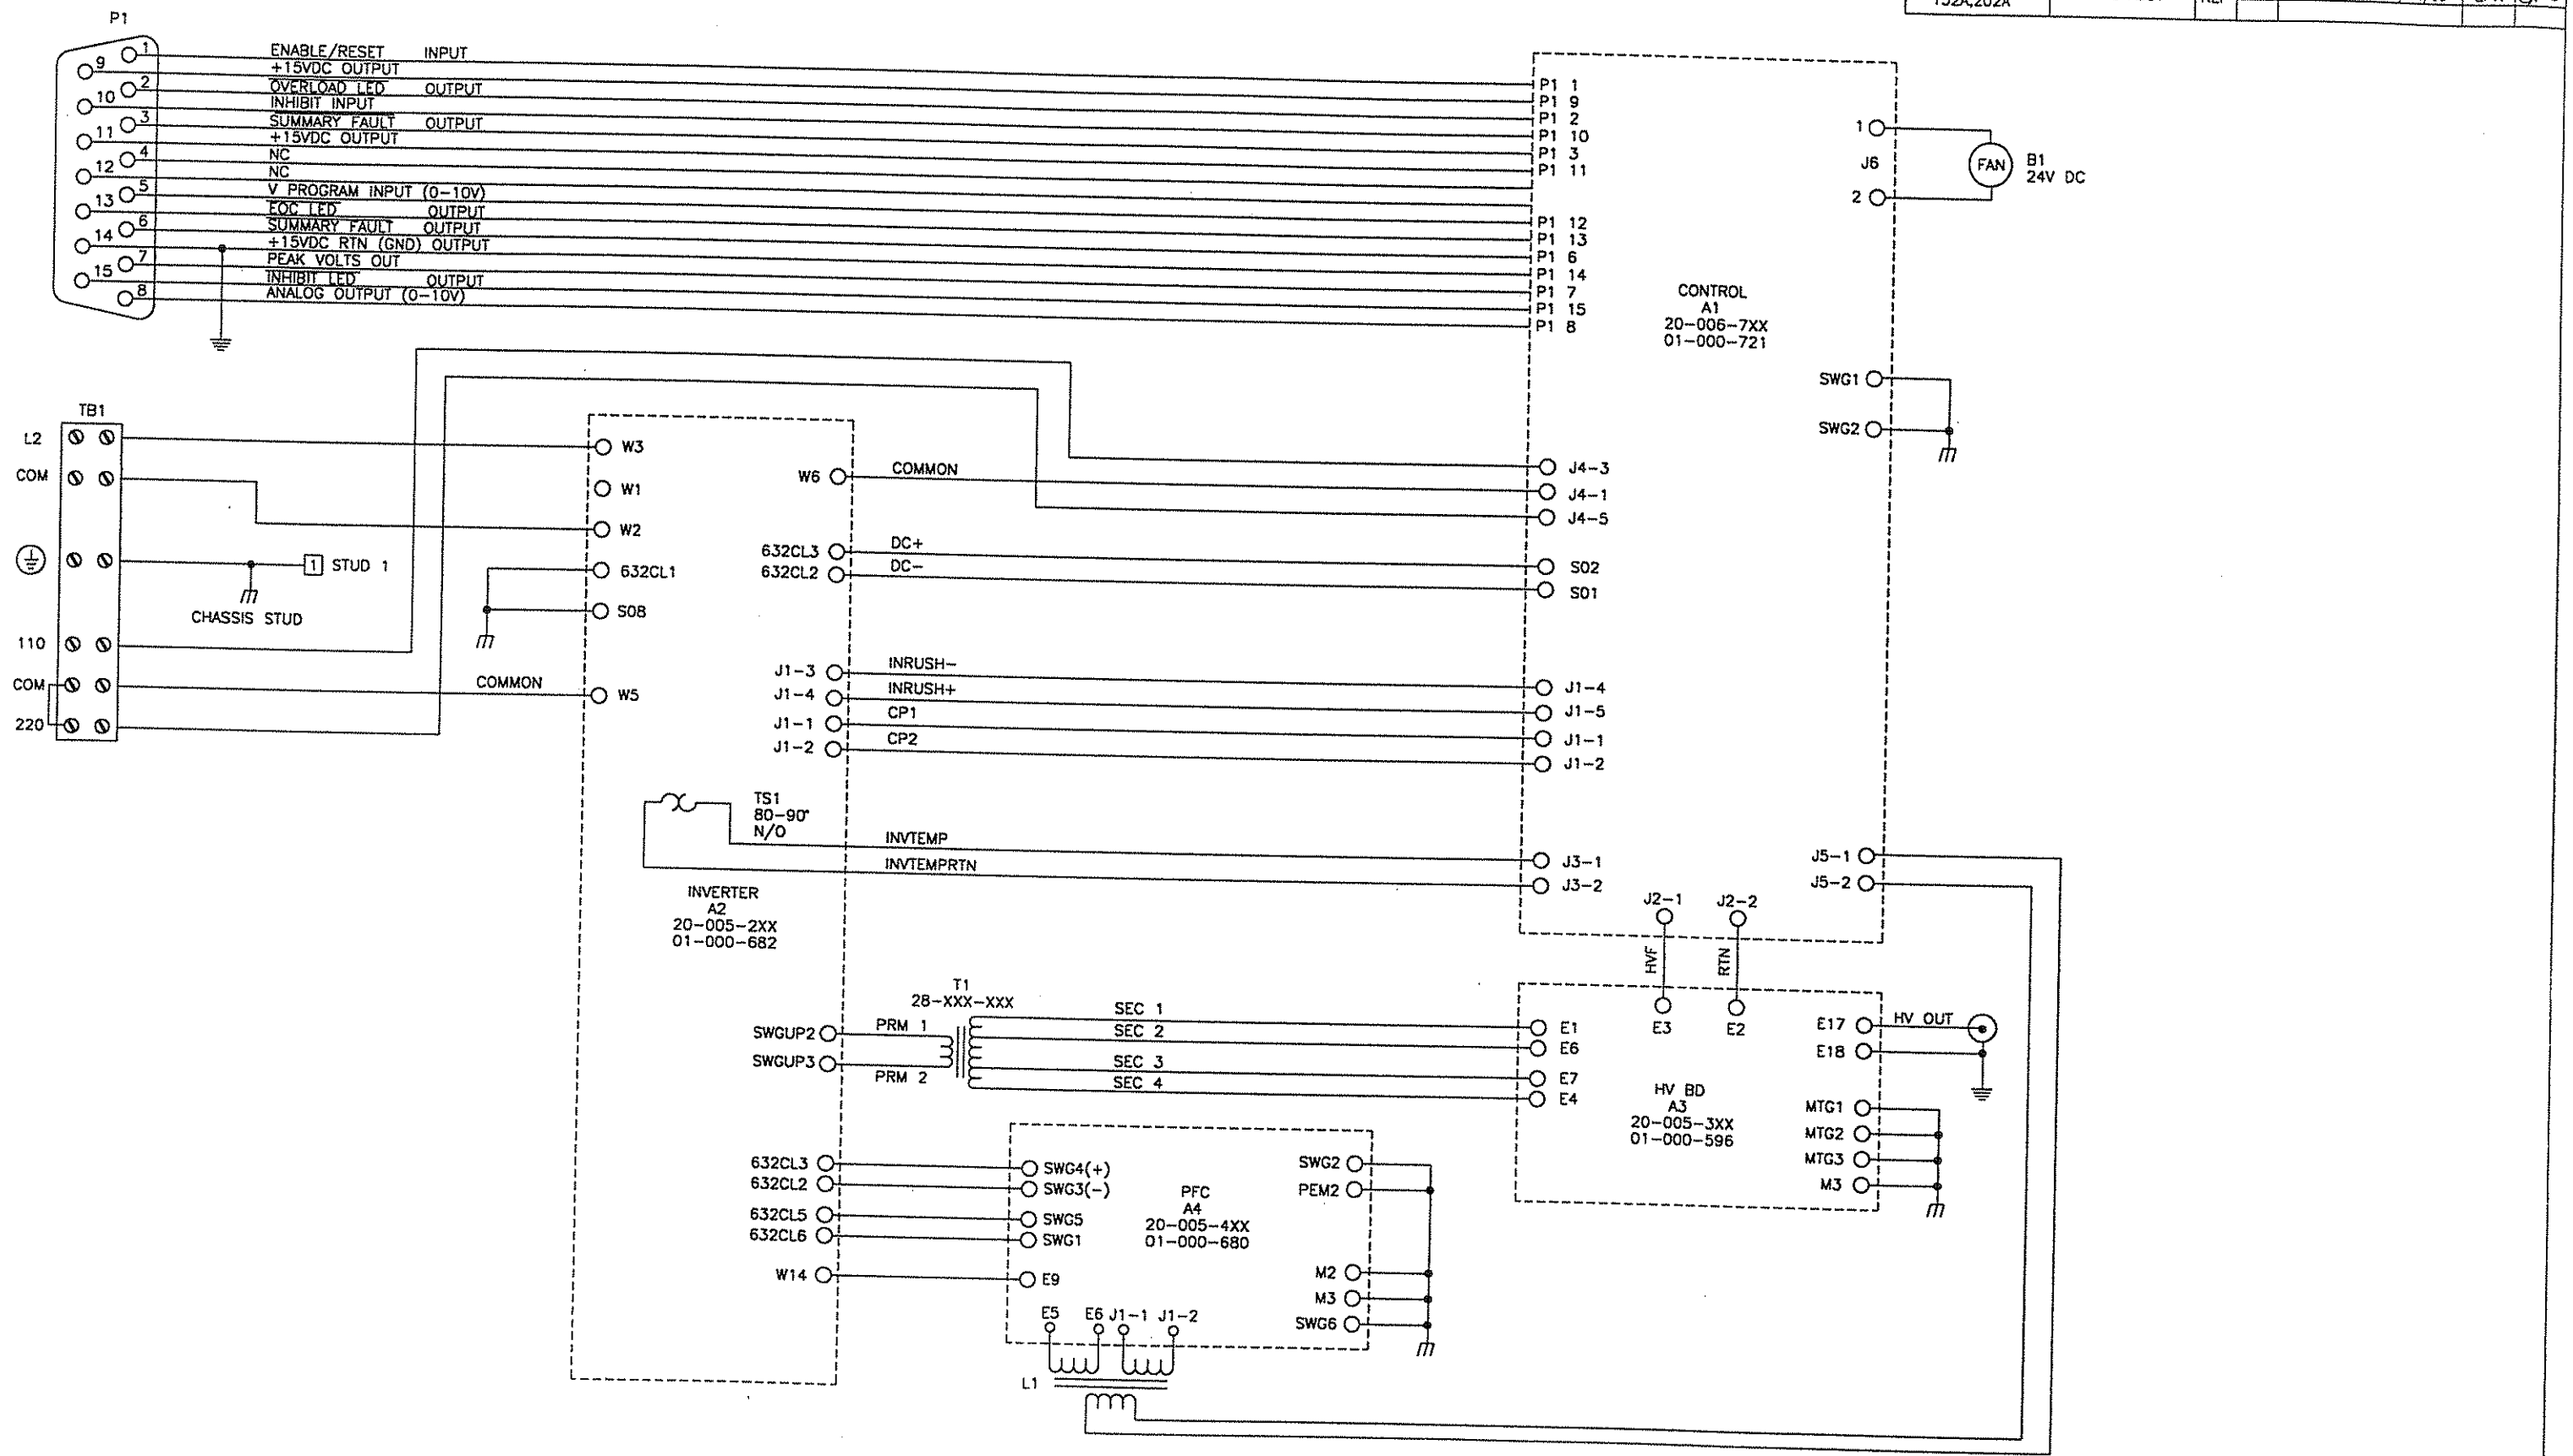 152A,202A
REF
P1
1
9
2
10
3
11
4
12
5
13
6
14
7
15
8
ENABLE/RESET INPUT
+15VDC OUTPUT
OVERLOAD LED OUTPUT
INHIBIT INPUT
SUMMARY FAULT OUTPUT
+15VDC OUTPUT
NC
NC
V PROGRAM INPUT (0-10V)
EOC LED OUTPUT
SUMMARY FAULT OUTPUT
+15VDC RTN (GND) OUTPUT
PEAK VOLTS OUT
INHIBIT LED OUTPUT
ANALOG OUTPUT (0-10V)
P1 1
P1 9
P1 2
P1 10
P1 3
P1 11
P1 12
P1 13
P1 6
P1 14
P1 7
P1 15
P1 8
1
J6
2
FAN
B1
24V DC
CONTROL
A1
20-006-7XX
01-000-721
SWG1
SWG2
J4-3
J4-1
J4-5
S02
S01
J1-4
J1-5
J1-1
J1-2
J3-1
J3-2
J5-1
J5-2
J2-1
J2-2
TB1
L2
COM
110
COM
220
1 STUD 1
CHASSIS STUD
COMMON
W3
W1
W2
632CL1
S08
W5
W6
COMMON
632CL3
DC+
632CL2
DC-
J1-3
INRUSH-
J1-4
INRUSH+
J1-1
CP1
J1-2
CP2
TS1
80-90°
N/O
INVTEMP
INVTEMPRTN
INVERTER
A2
20-005-2XX
01-000-682
SWGUP2
SWGUP3
PRM 1
PRM 2
T1
28-XXX-XXX
SEC 1
SEC 2
SEC 3
SEC 4
HVF
RTN
E3
E2
E1
E6
E7
E4
E17
HV OUT
E18
HV BD
A3
20-005-3XX
01-000-596
MTG1
MTG2
MTG3
M3
632CL3
632CL2
632CL5
632CL6
W14
SWG4(+)
SWG3(-)
SWG5
SWG1
E9
PFC
A4
20-005-4XX
01-000-680
SWG2
PEM2
M2
M3
SWG6
E5
E6
J1-1
J1-2
L1